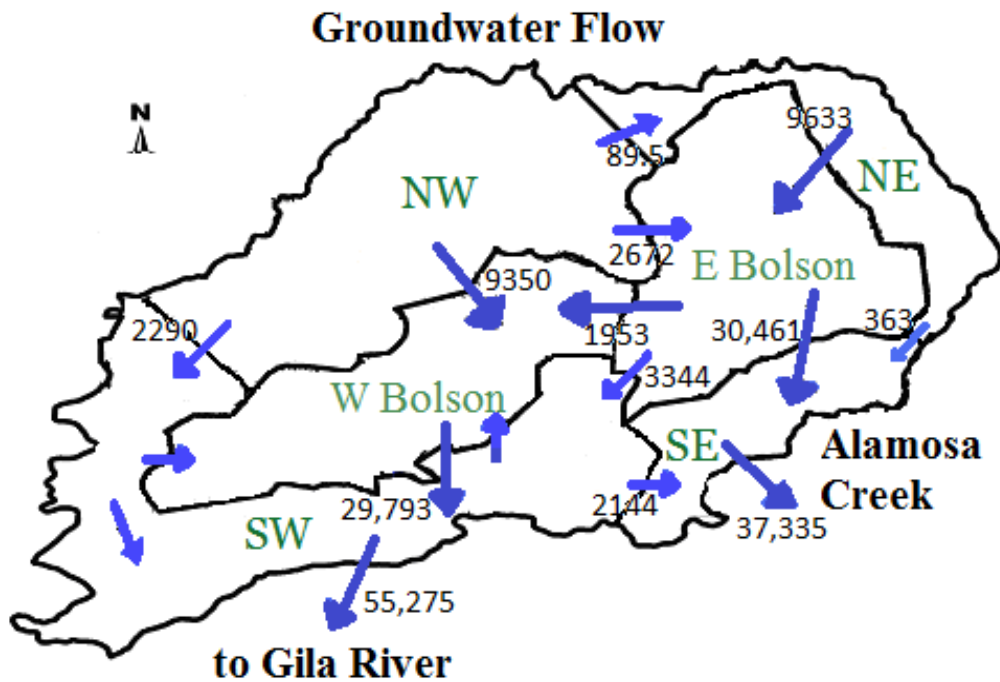 Groundwater Flow
N
89.5
9633
NW
NE
2672
E Bolson
9350
2290
1953
30,461
363
3344
W Bolson
SE
Alamosa
Creek
29,793
2144
SW
37,335
55,275
to Gila River